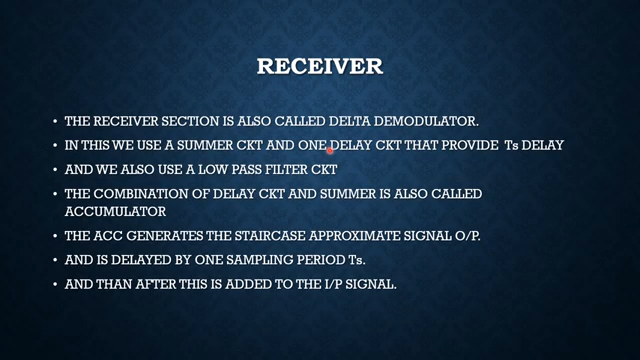 RECEIVER
• THE RECEIVER SECTION IS ALSO CALLED DELTA DEMODULATOR.
• IN THIS WE USE A SUMMER CKT AND ONE DELAY CKT THAT PROVIDE Ts DELAY
• AND WE ALSO USE A LOW PASS FILTER CKT
• THE COMBINATION OF DELAY CKT AND SUMMER IS ALSO CALLED
ACCUMULATOR
• THE ACC GENERATES THE STAIRCASE APPROXIMATE SIGNAL O/P.
• AND IS DELAYED BY ONE SAMPLING PERIOD Ts.
• AND THAN AFTER THIS IS ADDED TO THE I/P SIGNAL.